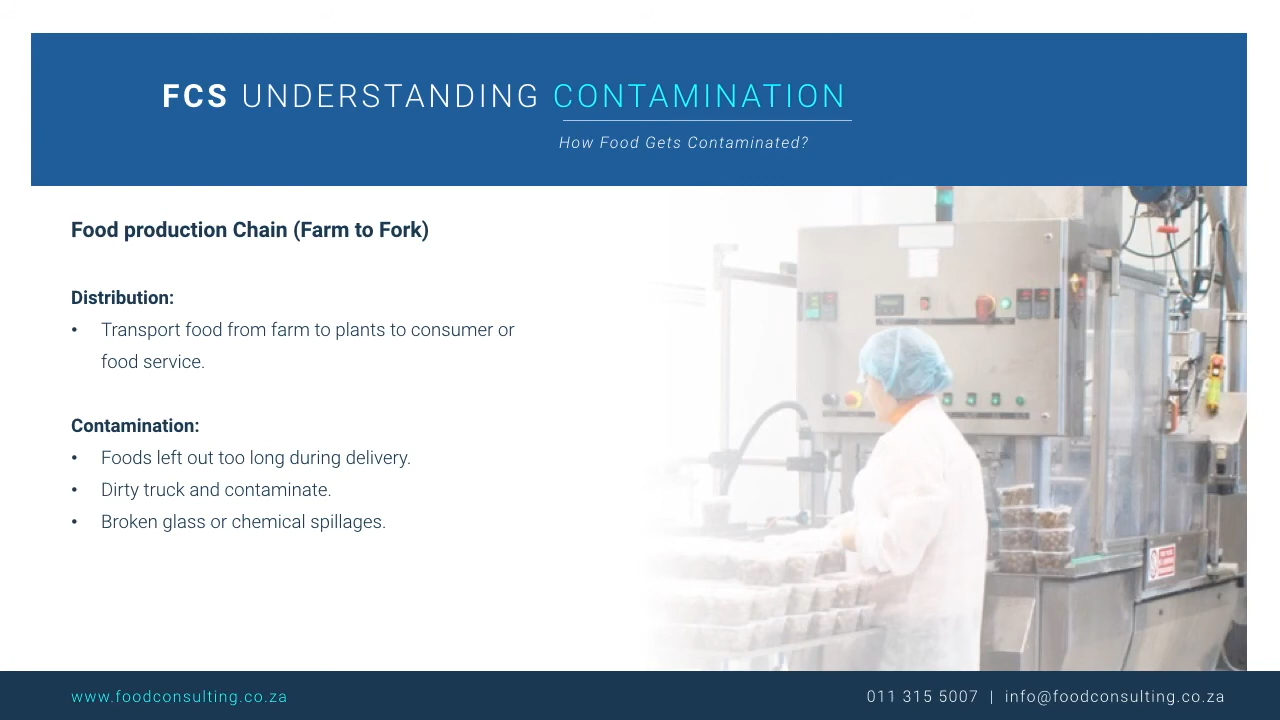 FCS UNDERSTANDING CONTAMINATION
How Food Gets Contaminated?
Food production Chain (Farm to Fork)
Distribution:
• Transport food from farm to plants to consumer or
food service.
Contamination:
• Foods left out too long during delivery.
• Dirty truck and contaminate.
• Broken glass or chemical spillages.
www.foodconsulting.co.za
011 315 5007 | info@foodconsulting.co.za